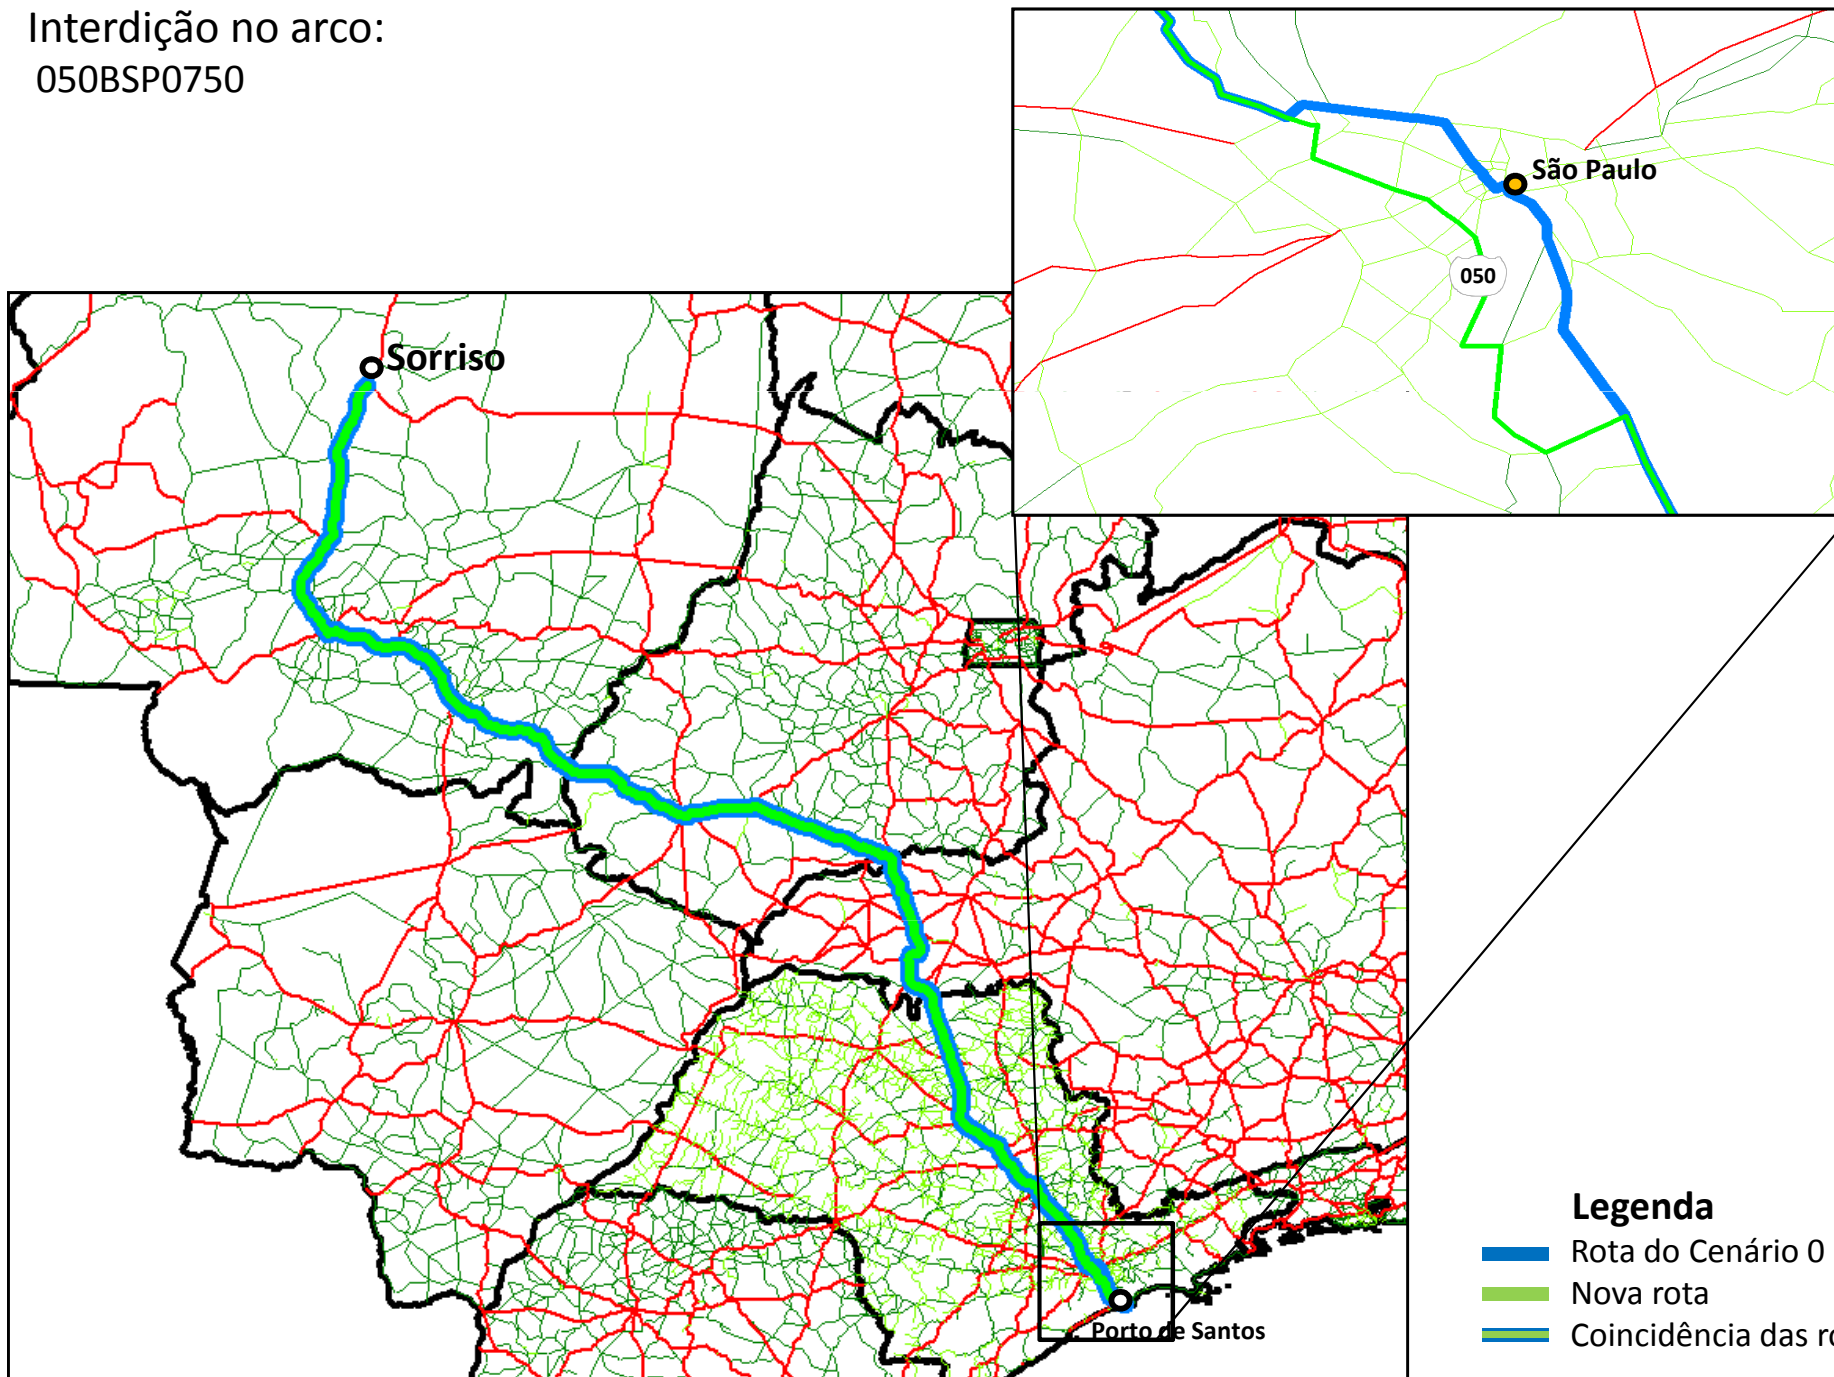 Interdição no arco:
050BSP0750
São Paulo
050
Sorriso
Porto de Santos
Legenda
Rota do Cenário 0
Nova rota
Coincidência das ro